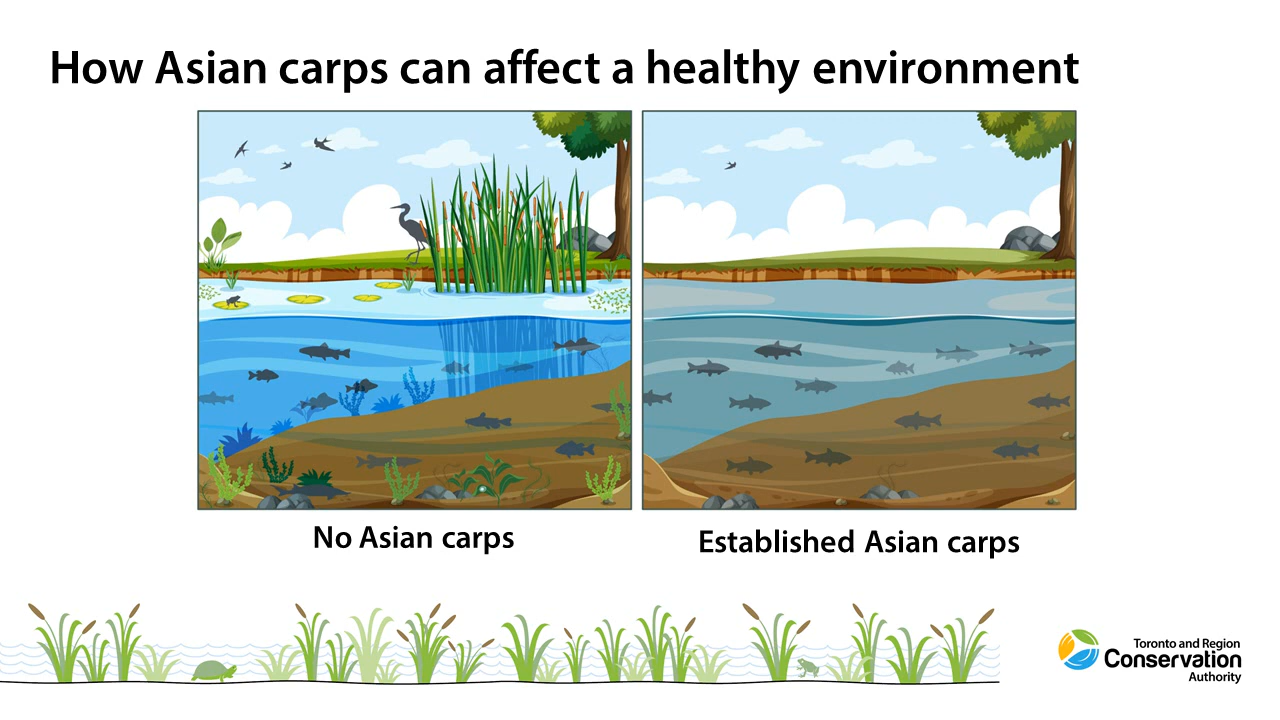 How Asian carps can affect a healthy environment
No Asian carps
Established Asian carps
Toronto and Region
Conservation
Authority